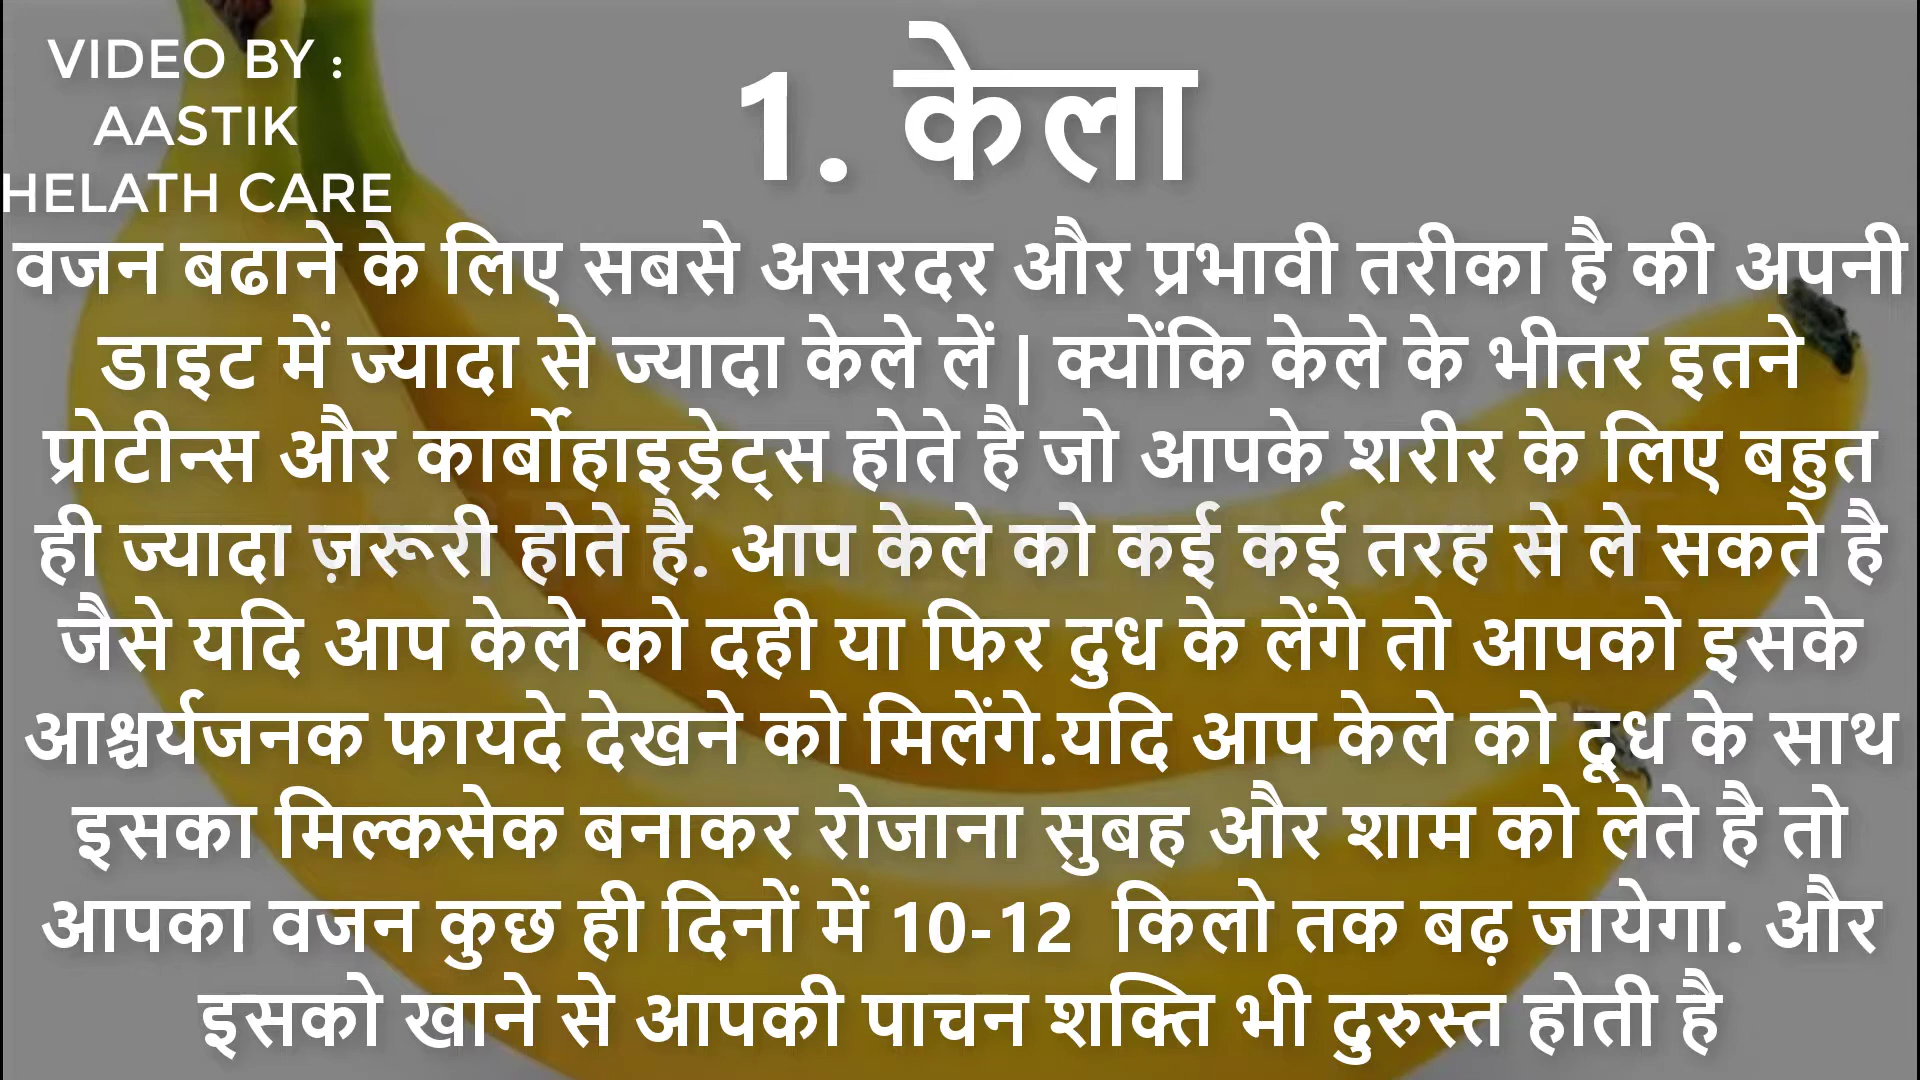 VIDEO BY :
AASTIK
HELATH CARE
1. केला
वजन बढाने के लिए सबसे असरदर और प्रभावी तरीका है की अपनी
डाइट में ज्यादा से ज्यादा केले लें | क्योंकि केले के भीतर इतने
प्रोटीन्स और कार्बोहाइड्रेट्स होते है जो आपके शरीर के लिए बहुत
ही ज्यादा ज़रूरी होते है. आप केले को कई कई तरह से ले सकते है
जैसे यदि आप केले को दही या फिर दुध के लेंगे तो आपको इसके
आश्चर्यजनक फायदे देखने को मिलेंगे.यदि आप केले को दूध के साथ
इसका मिल्कसेक बनाकर रोजाना सुबह और शाम को लेते है तो
आपका वजन कुछ ही दिनों में 10-12 किलो तक बढ़ जायेगा. और
इसको खाने से आपकी पाचन शक्ति भी दुरुस्त होती है